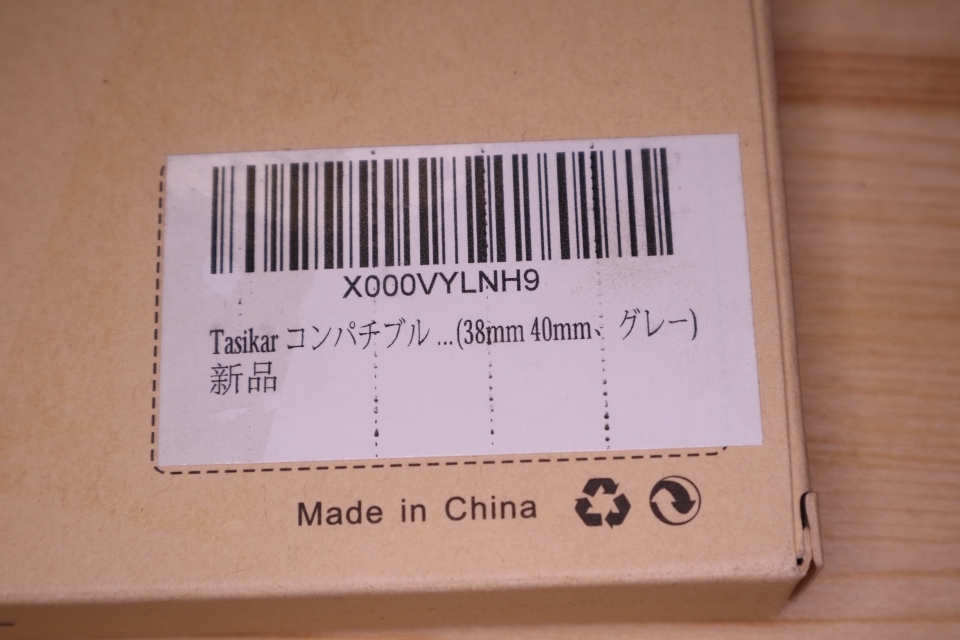 X000VYLNH9
Tasikar コンパチブル ...(38mm 40mm、グレー)
新品
Made in China